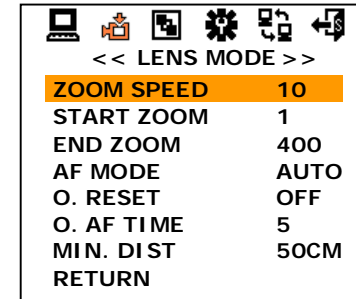 << LENS MODE >>
ZOOM SPEED 10
START ZOOM 1
END ZOOM 400
AF MODE AUTO
O. RESET OFF
O. AF TIME 5
MIN. DIST 50CM
RETURN